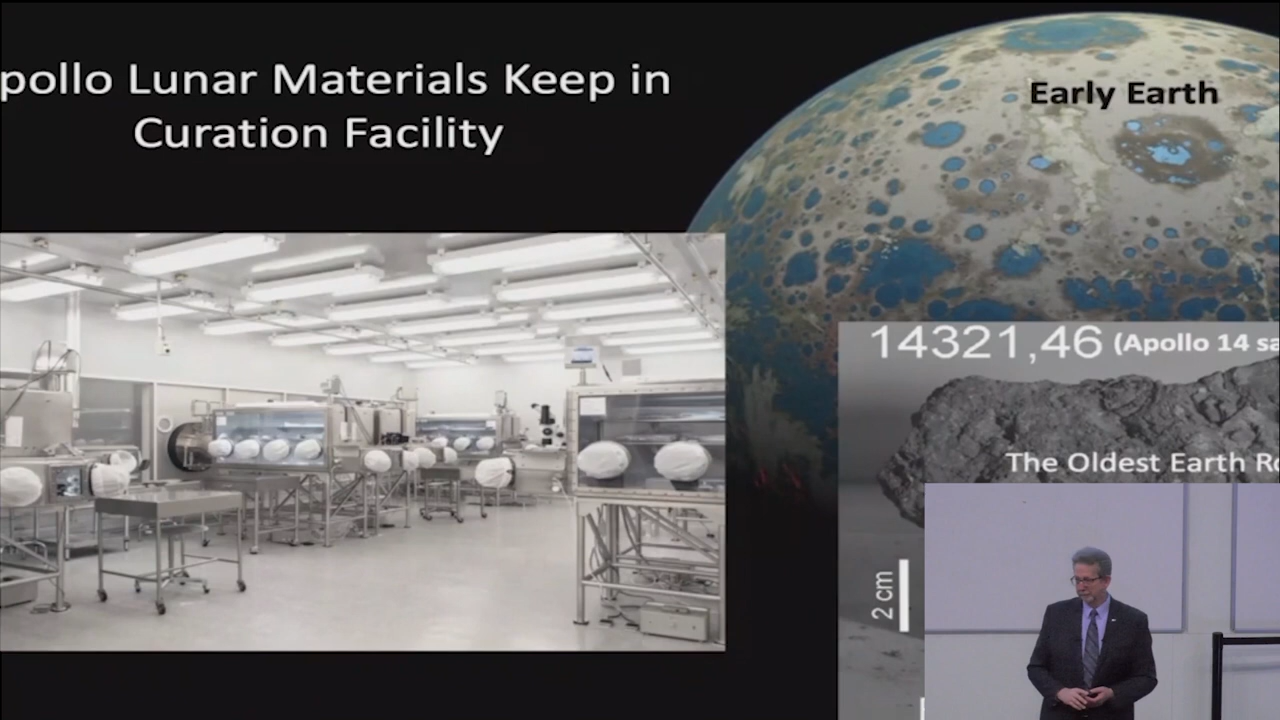 pollo Lunar Materials Keep in
Curation Facility
Early Earth
14321,46 (Apollo 14 sa
The Oldest Earth Ro
2 cm